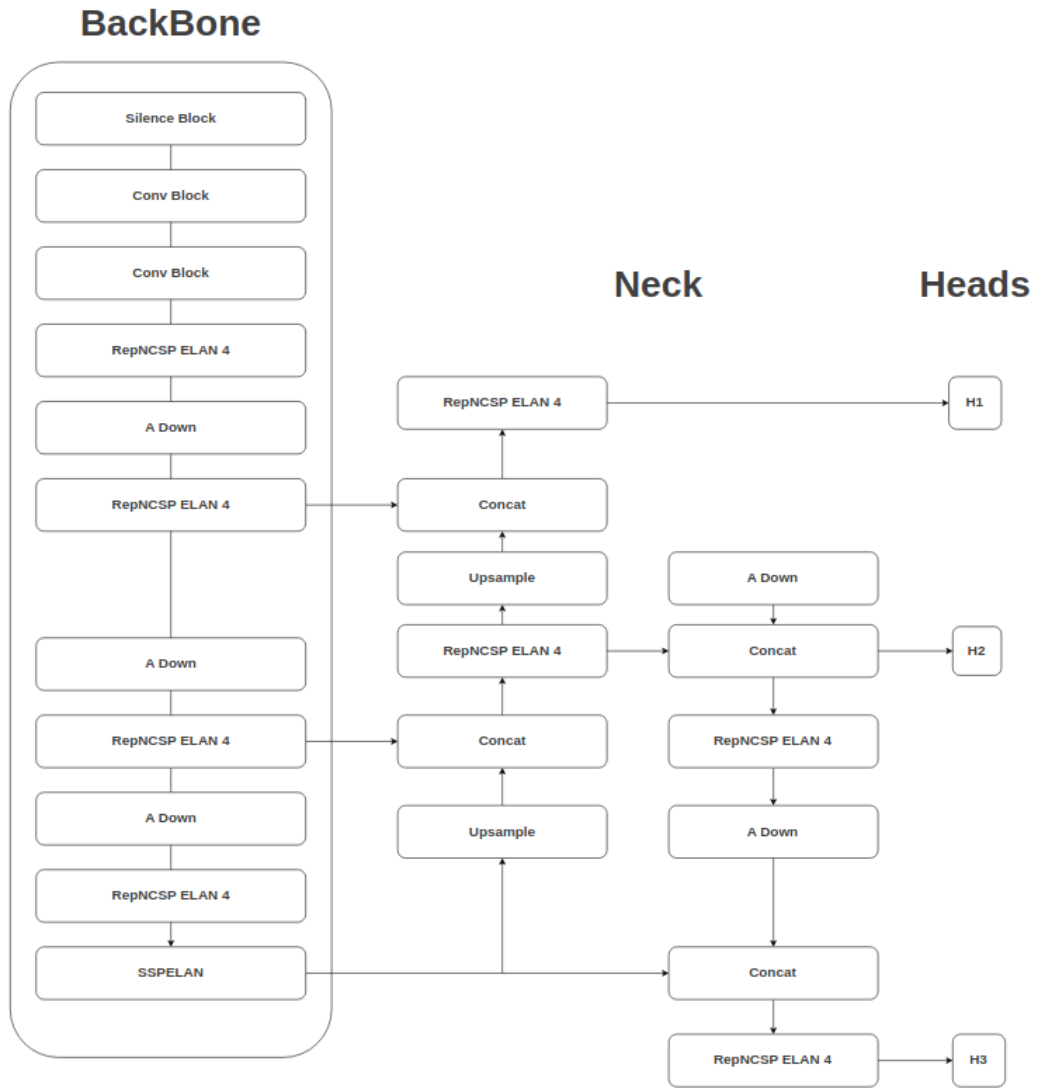 BackBone
Silence Block
Conv Block
Conv Block
RepNCSP ELAN 4
A Down
RepNCSP ELAN 4
A Down
RepNCSP ELAN 4
A Down
RepNCSP ELAN 4
SSPELAN
Neck
RepNCSP ELAN 4
Concat
Upsample
RepNCSP ELAN 4
Concat
Upsample
A Down
Concat
RepNCSP ELAN 4
A Down
Concat
RepNCSP ELAN 4
Heads
H1
H2
H3